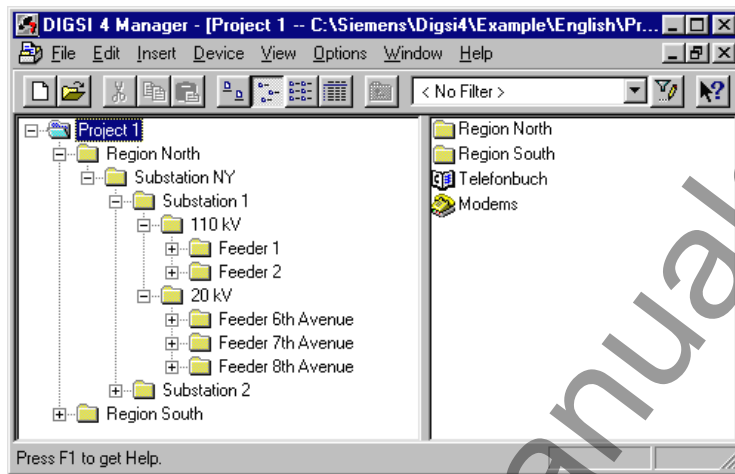 DIGSI 4 Manager - [Project 1 -- C:\Siemens\Digsi4\Example\English\Pr...
File Edit Insert Device View Options Window Help
< No Filter >
Project 1
Region North
Substation NY
Substation 1
110 kV
Feeder 1
Feeder 2
20 kV
Feeder 6th Avenue
Feeder 7th Avenue
Feeder 8th Avenue
Substation 2
Region South
Region North
Region South
Telefonbuch
Modems
Press F1 to get Help.